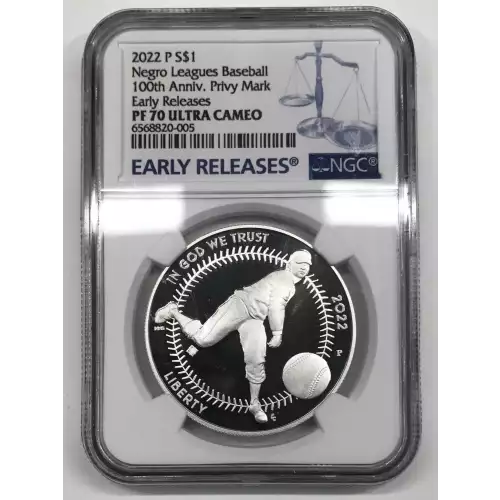 2022 P S$1
Negro Leagues Baseball
100th Anniv. Privy Mark
Early Releases
PF 70 ULTRA CAMEO
6568820-005
EARLY RELEASES®
NGC®
IN GOD WE TRUST
2022
P
LIBERTY